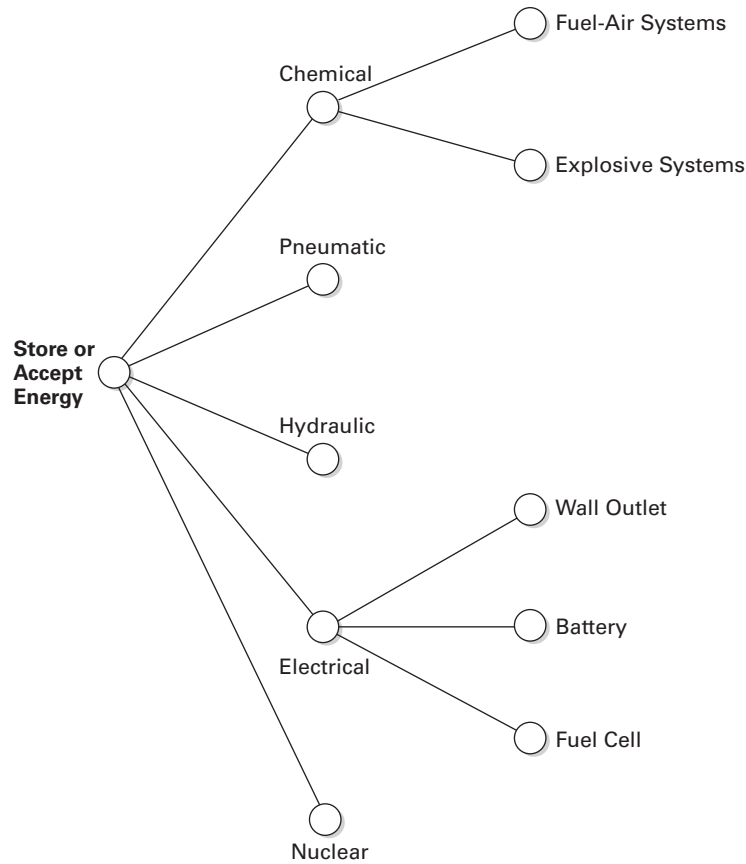 Fuel-Air Systems
Chemical
Explosive Systems
Pneumatic
Store or
Accept
Energy
Hydraulic
Wall Outlet
Battery
Electrical
Fuel Cell
Nuclear